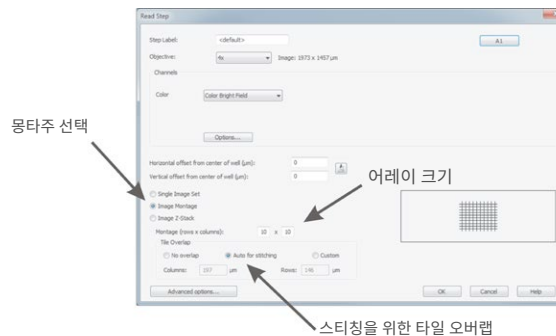 Read Step
Step Label: <default> A1
Objective: 4x Image: 1973 x 1457 µm
Channels
Color Color Bright Field
Options...
Horizontal offset from center of well (µm): 0
Vertical offset from center of well (µm): 0
몽타주 선택
어레이 크기
Single Image Set
Image Montage
Image Z-Stack
Montage (rows x columns): 10 x 10
Tile Overlap
No overlap Auto for stitching Custom
Columns: 197 µm Rows: 146 µm
Advanced options...
OK Cancel Help
스티칭을 위한 타일 오버랩